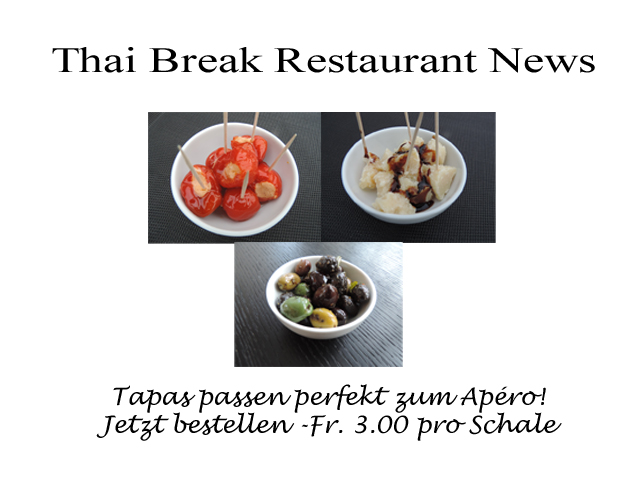 Thai Break Restaurant News
Tapas passen perfekt zum Apéro!
Jetzt bestellen -Fr. 3.00 pro Schale